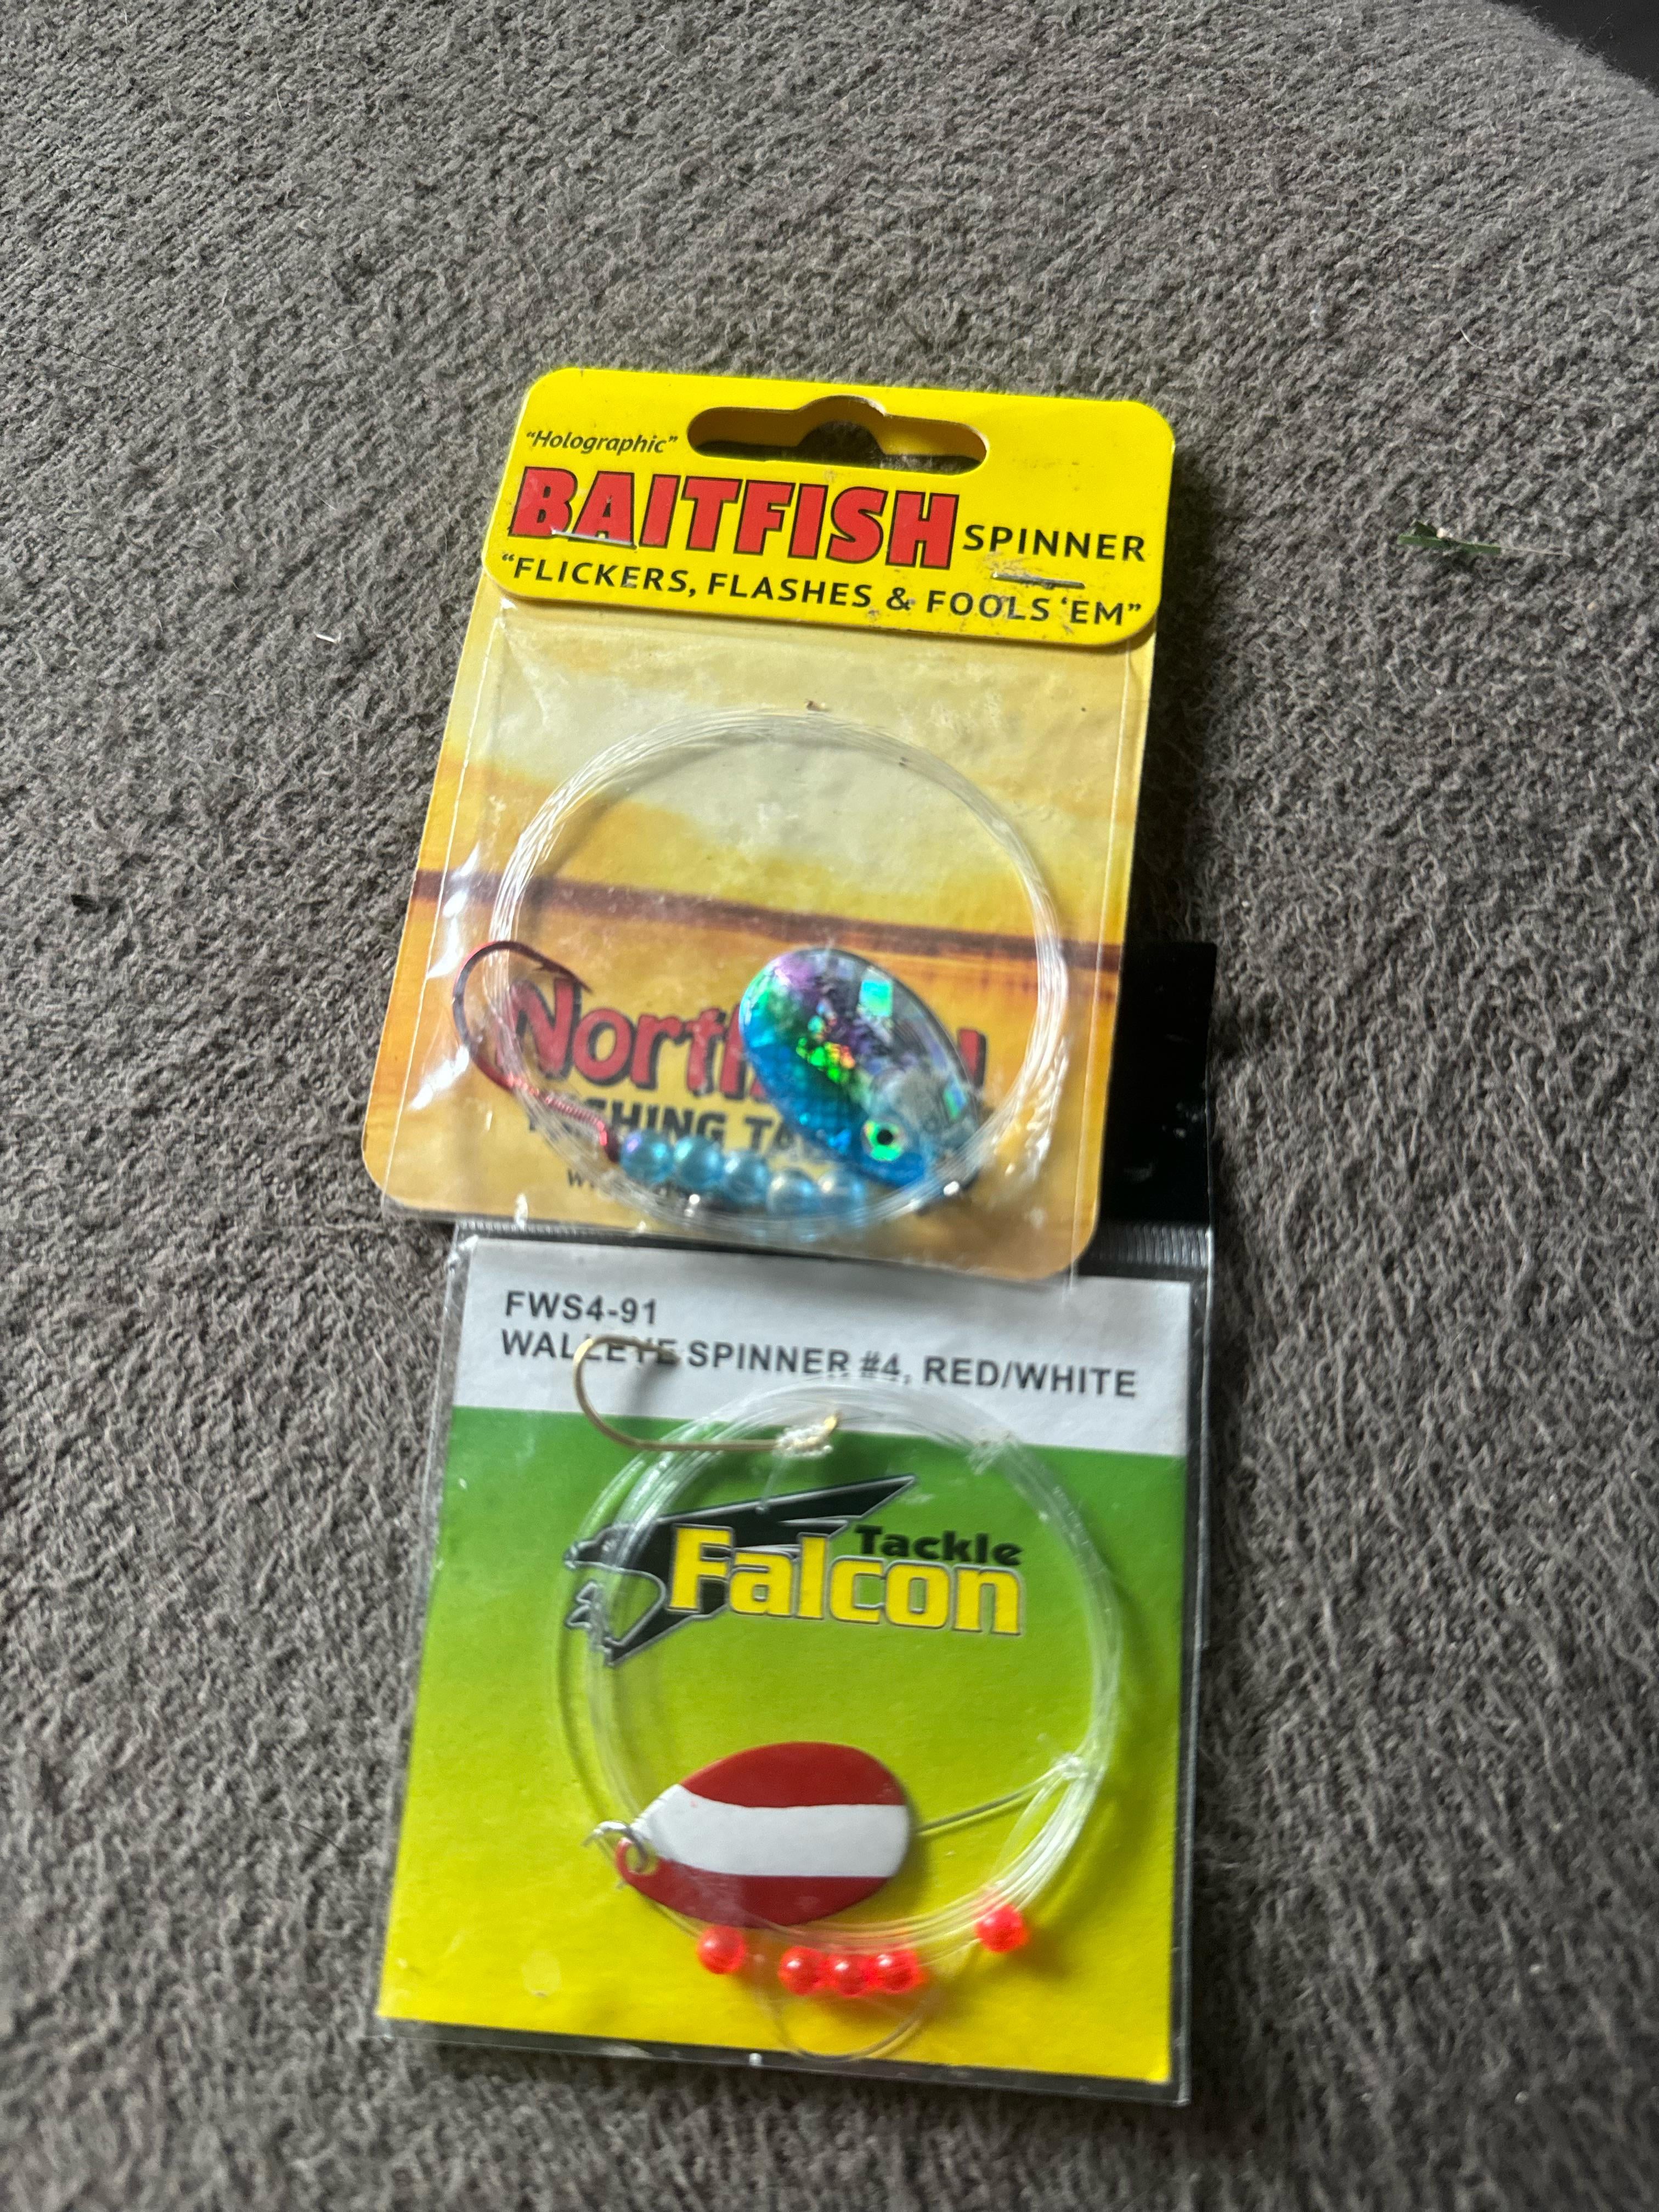 "Holographic"
BAITFISH SPINNER
"FLICKERS, FLASHES & FOOLS 'EM"
FWS4-91
WALLEYE SPINNER #4, RED/WHITE
Tackle
Falcon